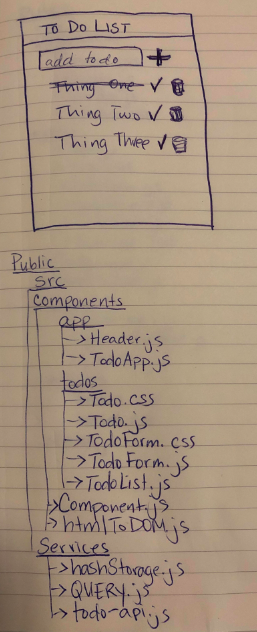 TO DO LIST
add todo
Thing One
Thing Two
Thing Three
Public
Src
Components
app
Header.js
TodoApp.js
todos
Todo.css
Todo.js
TodoForm.css
TodoForm.js
TodoList.js
Component.js
htmlToDOM.js
Services
hashStorage.js
QUERY.js
todo-api.js